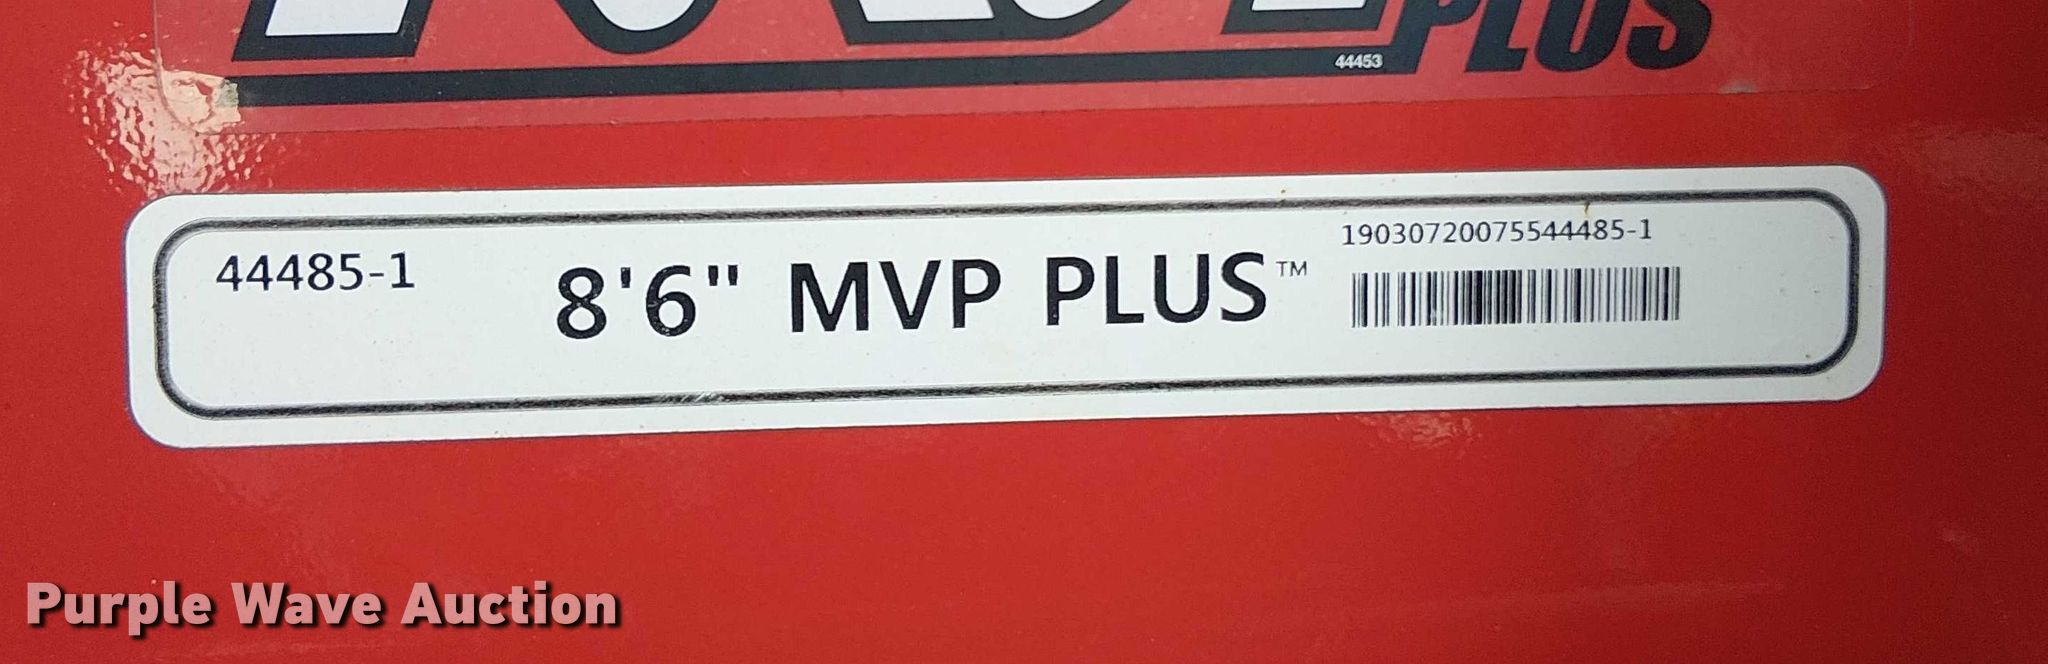 PLUS
44453
44485-1
8'6" MVP PLUS™
19030720075544485-1
Purple Wave Auction